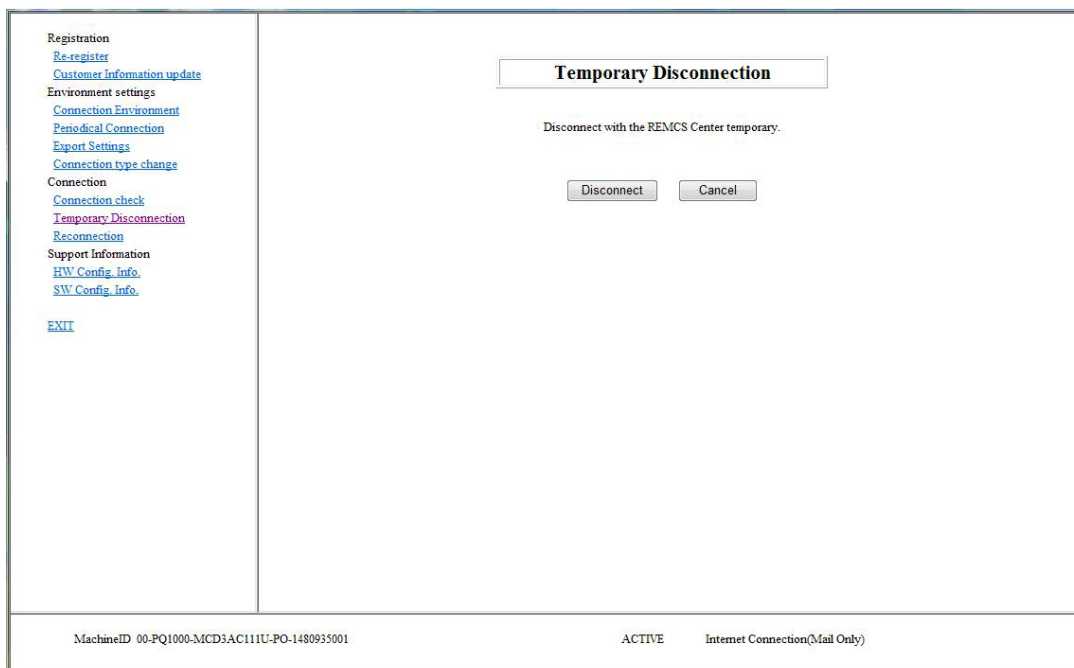 Registration
Re-register
Customer Information update
Environment settings
Connection Environment
Periodical Connection
Export Settings
Connection type change
Connection
Connection check
Temporary Disconnection
Reconnection
Support Information
HW Config. Info.
SW Config. Info.
EXIT
Temporary Disconnection
Disconnect with the REMCS Center temporary.
Disconnect Cancel
MachineID 00-PQ1000-MCD3AC111U-PO-1480935001 ACTIVE Internet Connection(Mail Only)